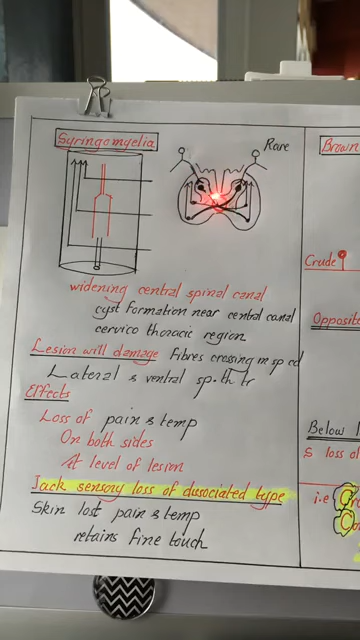 Syringomyelia
Rare
widening central spinal canal
cyst formation near central canal
cervico thoracic region
Lesion will damage Fibres crossing in sp cd
Lateral & ventral sp-th tr
Effects
Loss of pain & temp
On both sides
At level of lesion
Jack sensory loss of dissociated type
Skin lost pain & temp
retains fine touch
Brown
Crude
Opposite
Below l
& loss of
i.e